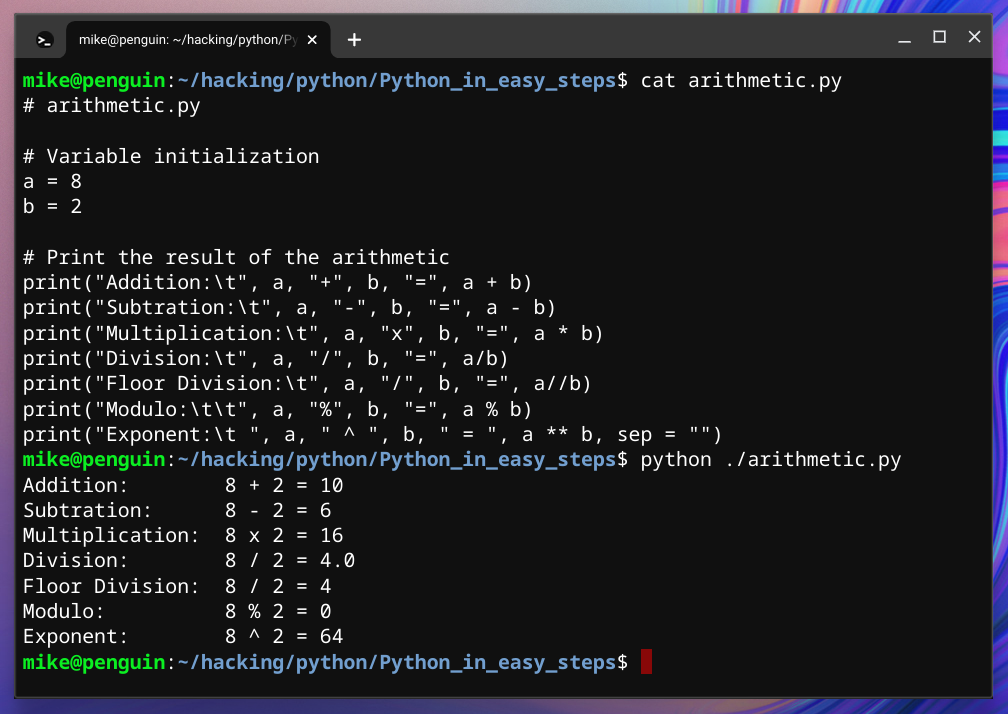 mike@penguin: ~/hacking/python/Py
mike@penguin:~/hacking/python/Python_in_easy_steps$ cat arithmetic.py
# arithmetic.py
# Variable initialization
a = 8
b = 2
# Print the result of the arithmetic
print("Addition:\t", a, "+", b, "=", a + b)
print("Subtration:\t", a, "-", b, "=", a - b)
print("Multiplication:\t", a, "x", b, "=", a * b)
print("Division:\t", a, "/", b, "=", a/b)
print("Floor Division:\t", a, "/", b, "=", a//b)
print("Modulo:\t\t", a, "%", b, "=", a % b)
print("Exponent:\t ", a, " ^ ", b, " = ", a ** b, sep = "")
mike@penguin:~/hacking/python/Python_in_easy_steps$ python ./arithmetic.py
Addition:        8 + 2 = 10
Subtration:      8 - 2 = 6
Multiplication:  8 x 2 = 16
Division:        8 / 2 = 4.0
Floor Division:  8 / 2 = 4
Modulo:          8 % 2 = 0
Exponent:        8 ^ 2 = 64
mike@penguin:~/hacking/python/Python_in_easy_steps$